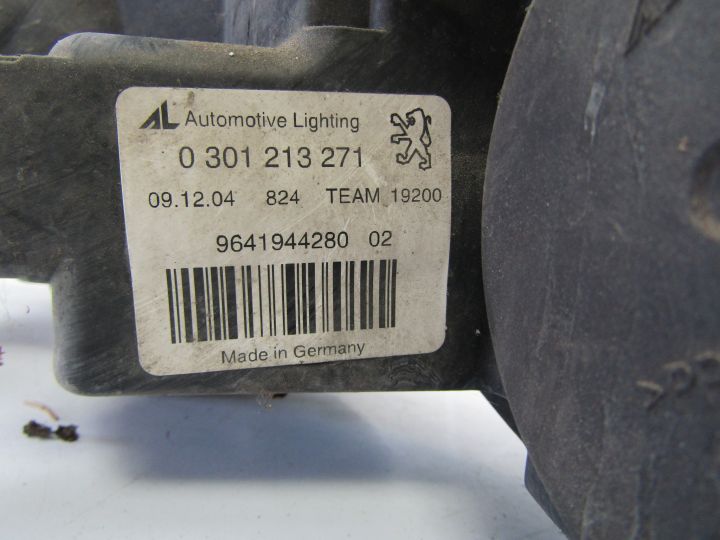 AL Automotive Lighting
0 301 213 271
09.12.04 824 TEAM 19200
9641944280 02
Made in Germany